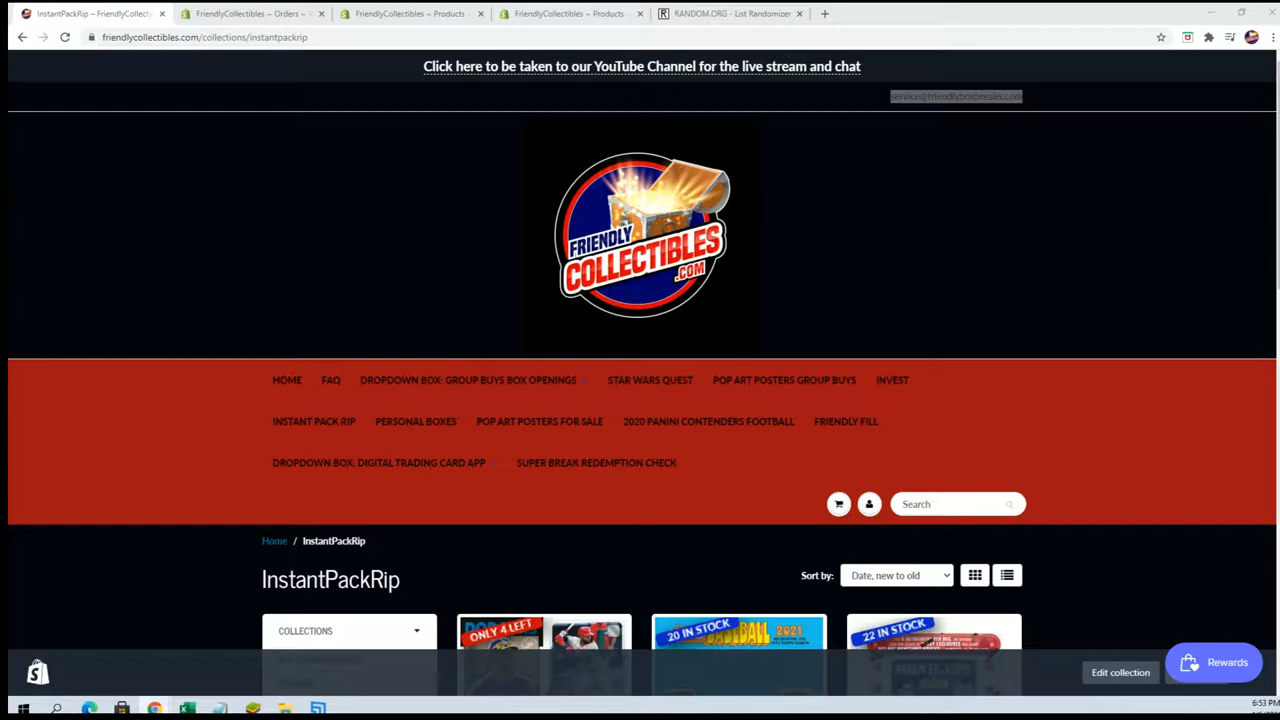 InstantPackRip – FriendlyCollect
FriendlyCollectibles ~ Orders ~
FriendlyCollectibles ~ Products
FriendlyCollectibles ~ Products
RANDOM.ORG - List Randomizer
friendlycollectibles.com/collections/instantpackrip
Click here to be taken to our YouTube Channel for the live stream and chat
services@friendlyboxbreaks.com
FRIENDLY
COLLECTIBLES
.COM
HOME FAQ DROPDOWN BOX: GROUP BUYS BOX OPENINGS STAR WARS QUEST POP ART POSTERS GROUP BUYS INVEST
INSTANT PACK RIP PERSONAL BOXES POP ART POSTERS FOR SALE 2020 PANINI CONTENDERS FOOTBALL FRIENDLY FILL
DROPDOWN BOX: DIGITAL TRADING CARD APP SUPER BREAK REDEMPTION CHECK
Search
Home / InstantPackRip
InstantPackRip
Sort by: Date, new to old
COLLECTIONS
ONLY 4 LEFT
20 IN STOCK
BASEBALL 2021
22 IN STOCK
Edit collection
Rewards
6:53 PM